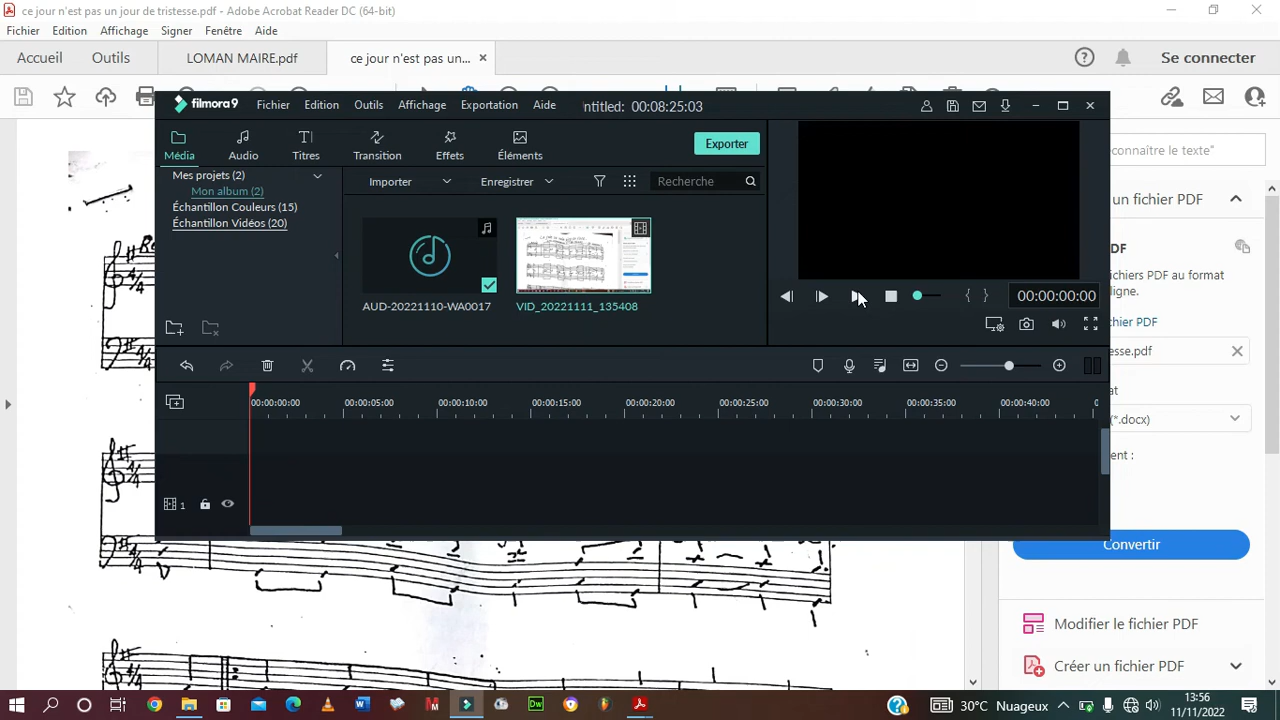 ce jour n'est pas un jour de tristesse.pdf - Adobe Acrobat Reader DC (64-bit)
Fichier Edition Affichage Signer Fenêtre Aide
Accueil Outils LOMAN MAIRE.pdf ce jour n'est pas un... Se connecter
filmora9 Fichier Edition Outils Affichage Exportation Aide ntitled: 00:08:25:03
Média Audio Titres Transition Effets Éléments Exporter
Mes projets (2)
Mon album (2)
Échantillon Couleurs (15)
Échantillon Vidéos (20)
Importer Enregistrer Recherche
AUD-20221110-WA0017 VID_20221111_135408
00:00:00:00
00:00:00:00 00:00:05:00 00:00:10:00 00:00:15:00 00:00:20:00 00:00:25:00 00:00:30:00 00:00:35:00 00:00:40:00 0
1
onnaître le texte"
un fichier PDF
DF
ichiers PDF au format
ligne.
hier PDF
esse.pdf
at
(*.docx)
ent :
Convertir
Modifier le fichier PDF
Créer un fichier PDF
30°C Nuageux
13:56
11/11/2022